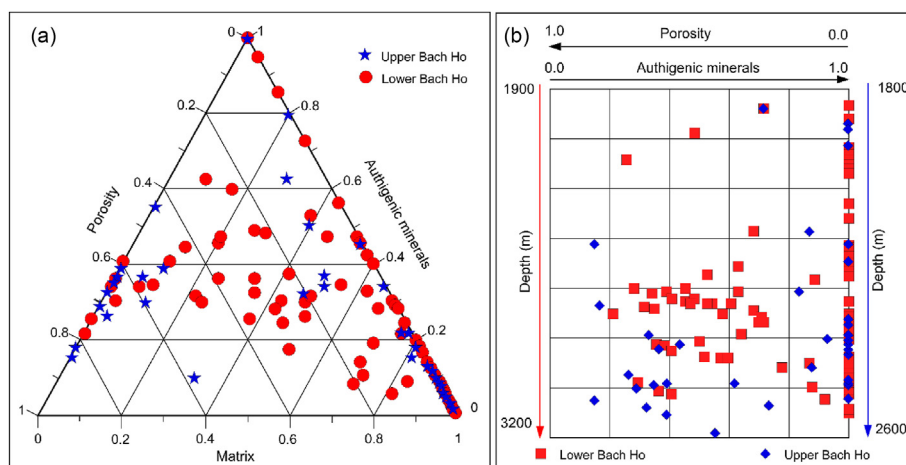 (a)
0 1
Upper Bach Ho
Lower Bach Ho
0.2 0.8
0.4 0.6
Porosity
Authigenic minerals
0.6 0.4
0.8 0.2
1 0
0 0.2 0.4 0.6 0.8 1
Matrix
(b)
1.0 Porosity 0.0
0.0 Authigenic minerals 1.0
1900 1800
Depth (m) Depth (m)
3200 2600
Lower Bach Ho Upper Bach Ho